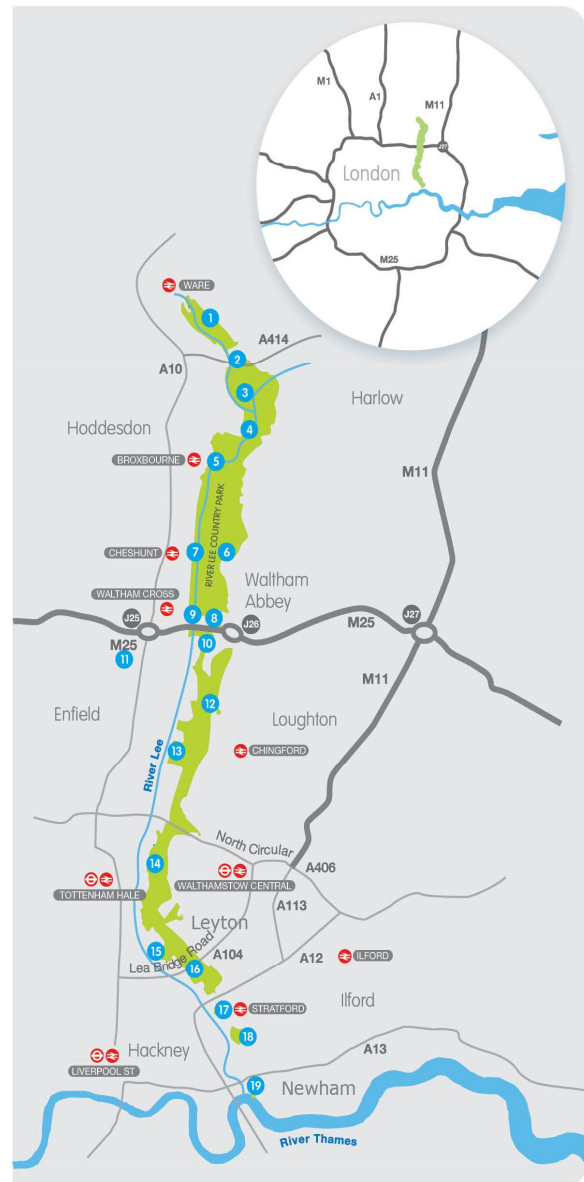 M1
A1
M11
J27
London
M25
WARE
1
2
A414
A10
3
Harlow
Hoddesdon
4
BROXBOURNE
5
M11
RIVER LEE COUNTRY PARK
CHESHUNT
7
6
Waltham
Abbey
WALTHAM CROSS
9
8
J25
J26
M25
J27
M25
10
11
M11
Enfield
12
Loughton
13
CHINGFORD
River Lee
North Circular
14
A406
TOTTENHAM HALE
WALTHAMSTOW CENTRAL
A113
Leyton
15
Lea Bridge Road
A104
A12
ILFORD
16
Ilford
17
STRATFORD
18
Hackney
A13
LIVERPOOL ST
19
Newham
River Thames